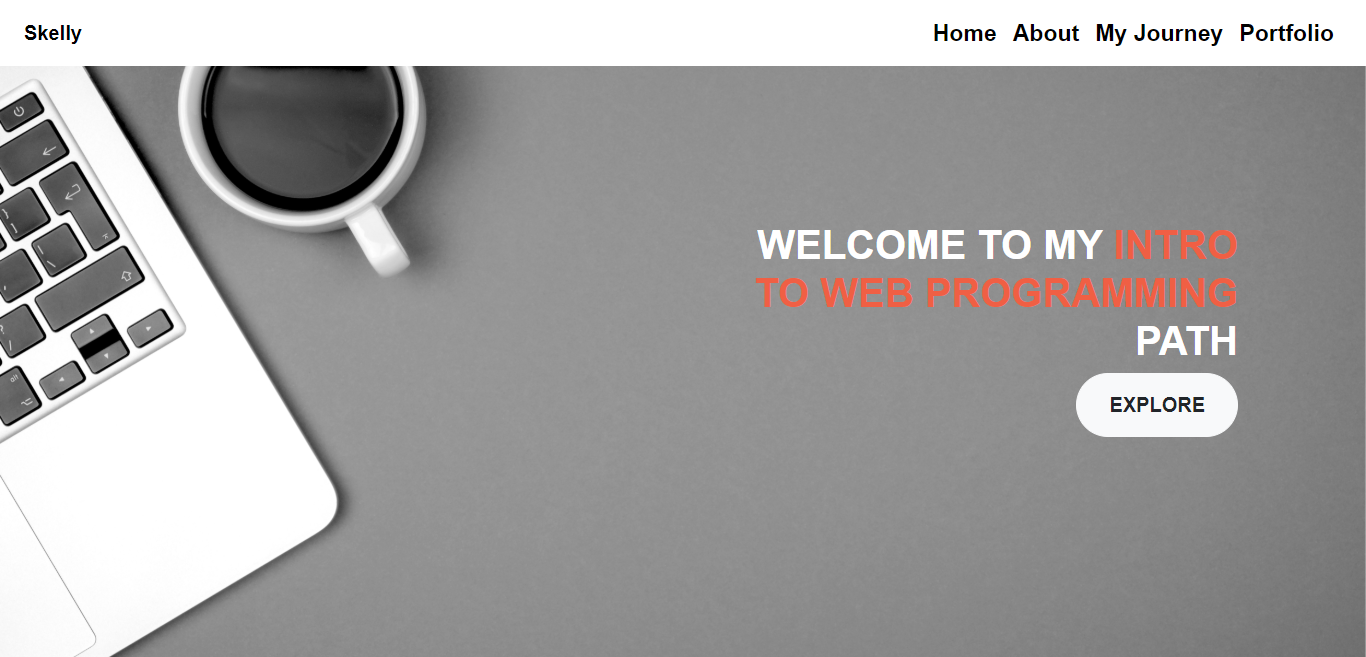 Skelly
Home About My Journey Portfolio
WELCOME TO MY INTRO
TO WEB PROGRAMMING
PATH
EXPLORE